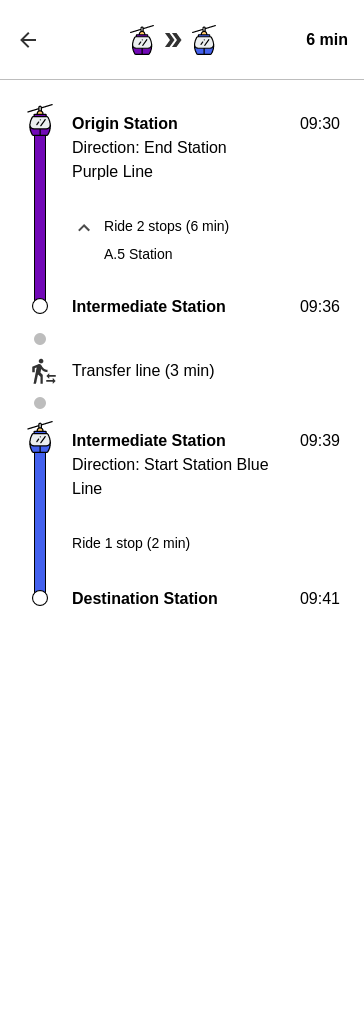 6 min
Origin Station 09:30
Direction: End Station
Purple Line
Ride 2 stops (6 min)
A.5 Station
Intermediate Station 09:36
Transfer line (3 min)
Intermediate Station 09:39
Direction: Start Station Blue
Line
Ride 1 stop (2 min)
Destination Station 09:41